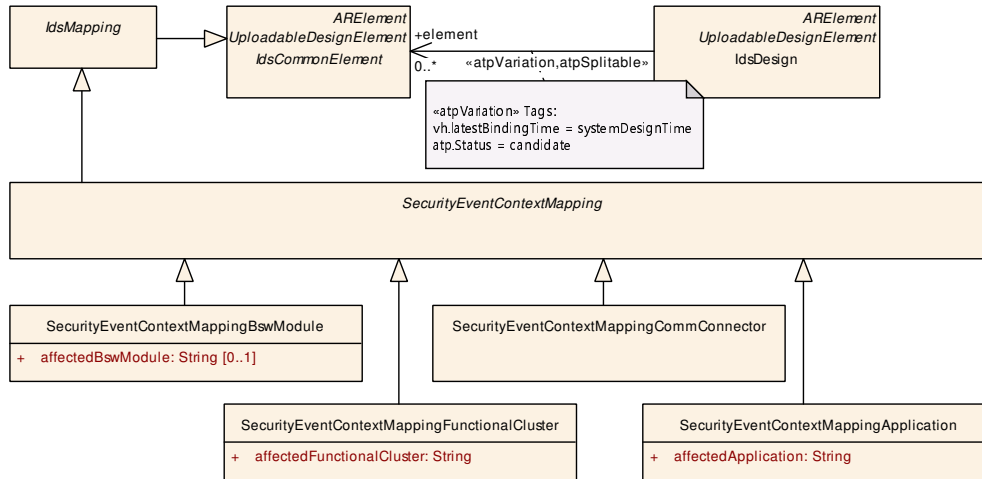 IdsMapping
ARElement
UploadableDesignElement
IdsCommonElement
+element
0..*
«atpVariation,atpSplitable»
ARElement
UploadableDesignElement
IdsDesign
«atpVariation» Tags:
vh.latestBindingTime = systemDesignTime
atp.Status = candidate
SecurityEventContextMapping
SecurityEventContextMappingBswModule
+ affectedBswModule: String [0..1]
SecurityEventContextMappingCommConnector
SecurityEventContextMappingFunctionalCluster
+ affectedFunctionalCluster: String
SecurityEventContextMappingApplication
+ affectedApplication: String